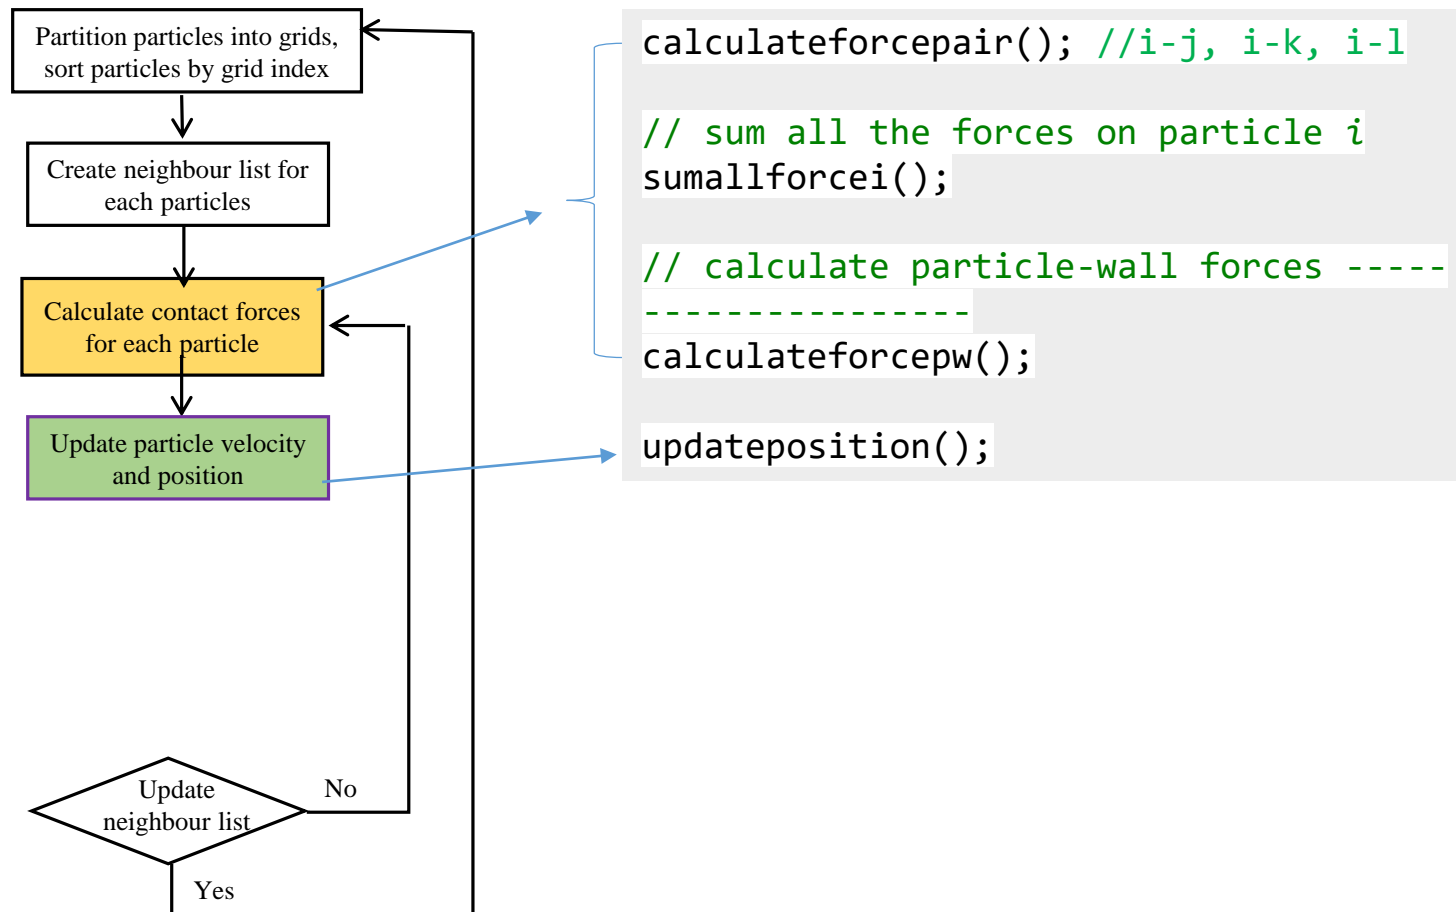 Partition particles into grids,
sort particles by grid index
Create neighbour list for
each particles
Calculate contact forces
for each particle
Update particle velocity
and position
Update
neighbour list
No
Yes
calculateforcepair(); //i-j, i-k, i-l
// sum all the forces on particle i
sumallforcei();
// calculate particle-wall forces -----
----------------
calculateforcepw();
updateposition();